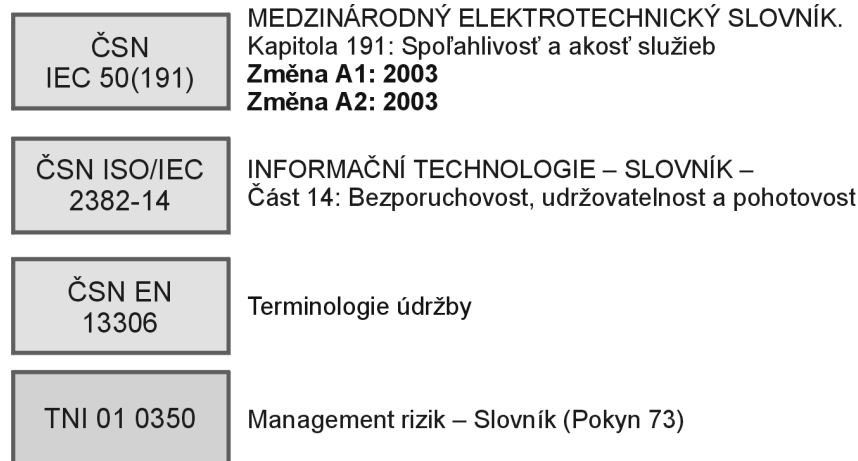 ČSN
IEC 50(191)
MEDZINÁRODNÝ ELEKTROTECHNICKÝ SLOVNÍK.
Kapitola 191: Spoľahlivosť a akosť služieb
Změna A1: 2003
Změna A2: 2003
ČSN ISO/IEC
2382-14
INFORMAČNÍ TECHNOLOGIE – SLOVNÍK –
Část 14: Bezporuchovost, udržovatelnost a pohotovost
ČSN EN
13306
Terminologie údržby
TNI 01 0350
Management rizik – Slovník (Pokyn 73)